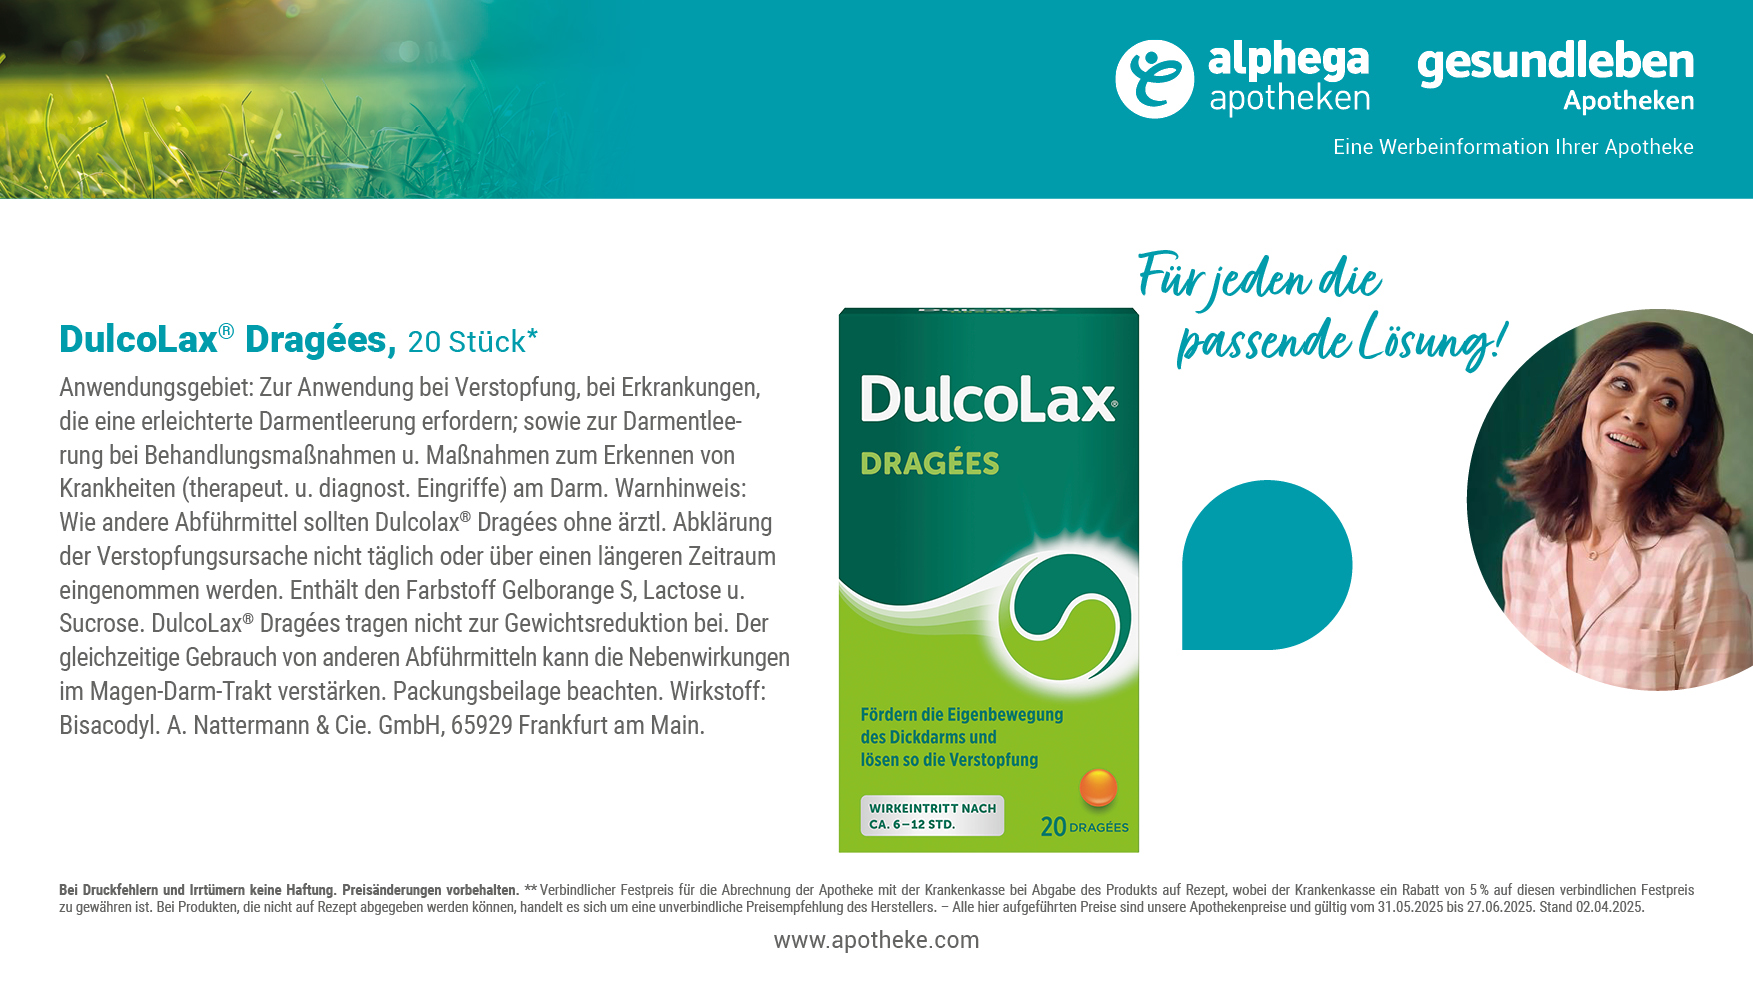 alphega
apotheken
gesundleben
Apotheken
Eine Werbeinformation Ihrer Apotheke
Für jeden die
passende Lösung!
DulcoLax® Dragées, 20 Stück*
Anwendungsgebiet: Zur Anwendung bei Verstopfung, bei Erkrankungen,
die eine erleichterte Darmentleerung erfordern; sowie zur Darmentlee-
rung bei Behandlungsmaßnahmen u. Maßnahmen zum Erkennen von
Krankheiten (therapeut. u. diagnost. Eingriffe) am Darm. Warnhinweis:
Wie andere Abführmittel sollten Dulcolax® Dragées ohne ärztl. Abklärung
der Verstopfungsursache nicht täglich oder über einen längeren Zeitraum
eingenommen werden. Enthält den Farbstoff Gelborange S, Lactose u.
Sucrose. DulcoLax® Dragées tragen nicht zur Gewichtsreduktion bei. Der
gleichzeitige Gebrauch von anderen Abführmitteln kann die Nebenwirkungen
im Magen-Darm-Trakt verstärken. Packungsbeilage beachten. Wirkstoff:
Bisacodyl. A. Nattermann & Cie. GmbH, 65929 Frankfurt am Main.
DulcoLax®
DRAGÉES
Fördern die Eigenbewegung
des Dickdarms und
lösen so die Verstopfung
WIRKEINTRITT NACH
CA. 6–12 STD.
20 DRAGÉES
Bei Druckfehlern und Irrtümern keine Haftung. Preisänderungen vorbehalten. ** Verbindlicher Festpreis für die Abrechnung der Apotheke mit der Krankenkasse bei Abgabe des Produkts auf Rezept, wobei der Krankenkasse ein Rabatt von 5 % auf diesen verbindlichen Festpreis
zu gewähren ist. Bei Produkten, die nicht auf Rezept abgegeben werden können, handelt es sich um eine unverbindliche Preisempfehlung des Herstellers. – Alle hier aufgeführten Preise sind unsere Apothekenpreise und gültig vom 31.05.2025 bis 27.06.2025. Stand 02.04.2025.
www.apotheke.com